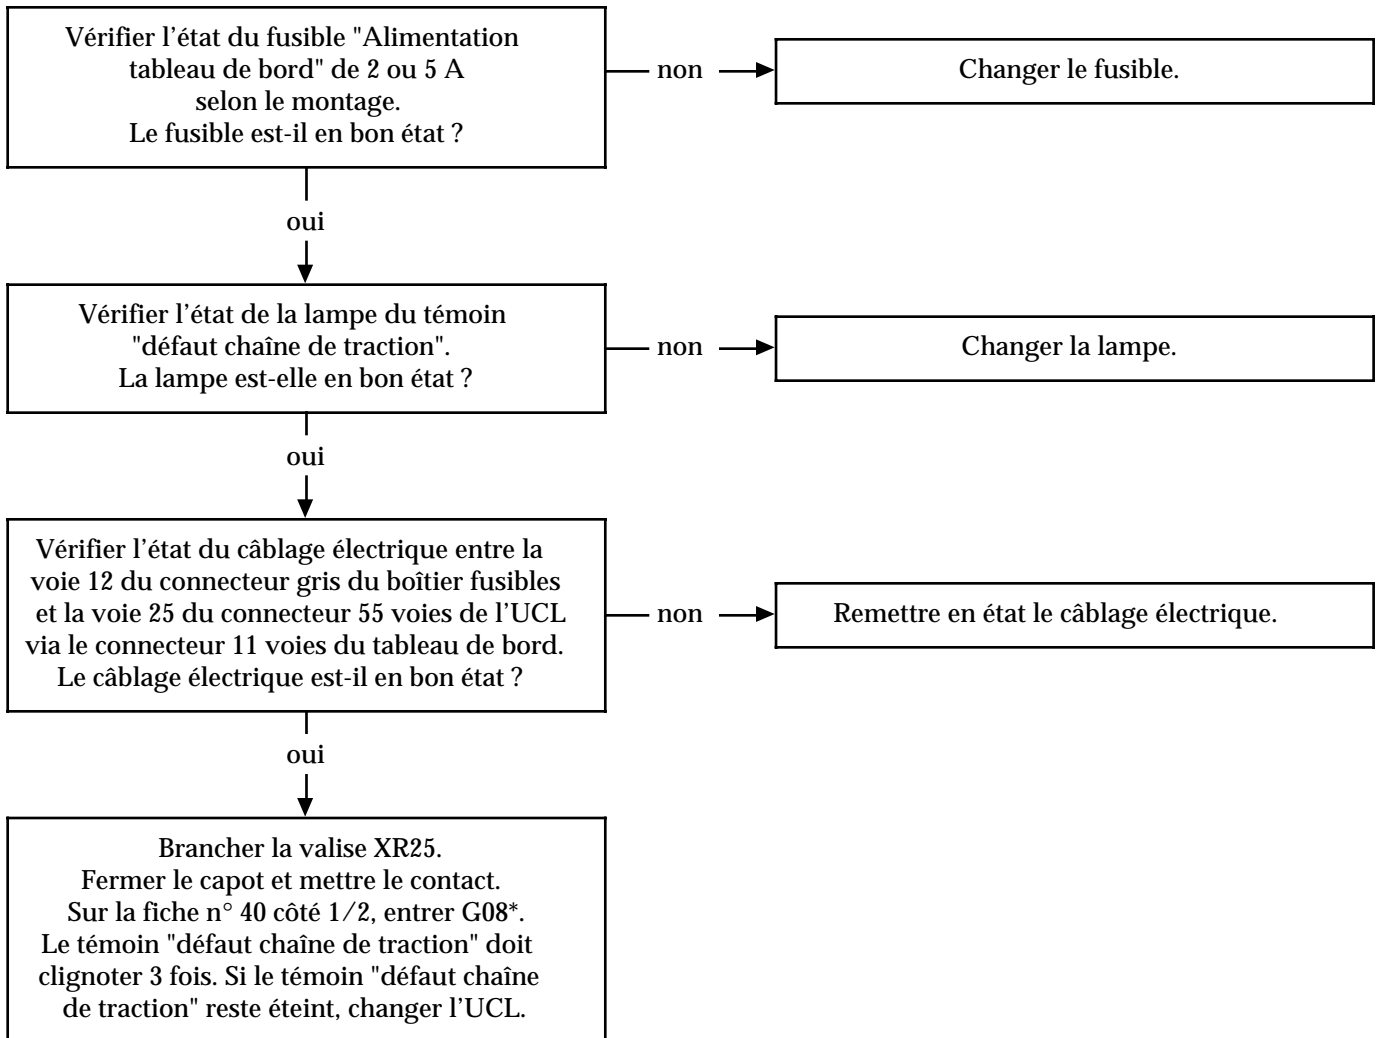 Vérifier l'état du fusible "Alimentation
tableau de bord" de 2 ou 5 A
selon le montage.
Le fusible est-il en bon état ?
non
Changer le fusible.
oui
Vérifier l'état de la lampe du témoin
"défaut chaîne de traction".
La lampe est-elle en bon état ?
non
Changer la lampe.
oui
Vérifier l'état du câblage électrique entre la
voie 12 du connecteur gris du boîtier fusibles
et la voie 25 du connecteur 55 voies de l'UCL
via le connecteur 11 voies du tableau de bord.
Le câblage électrique est-il en bon état ?
non
Remettre en état le câblage électrique.
oui
Brancher la valise XR25.
Fermer le capot et mettre le contact.
Sur la fiche n° 40 côté 1/2, entrer G08*.
Le témoin "défaut chaîne de traction" doit
clignoter 3 fois. Si le témoin "défaut chaîne
de traction" reste éteint, changer l'UCL.